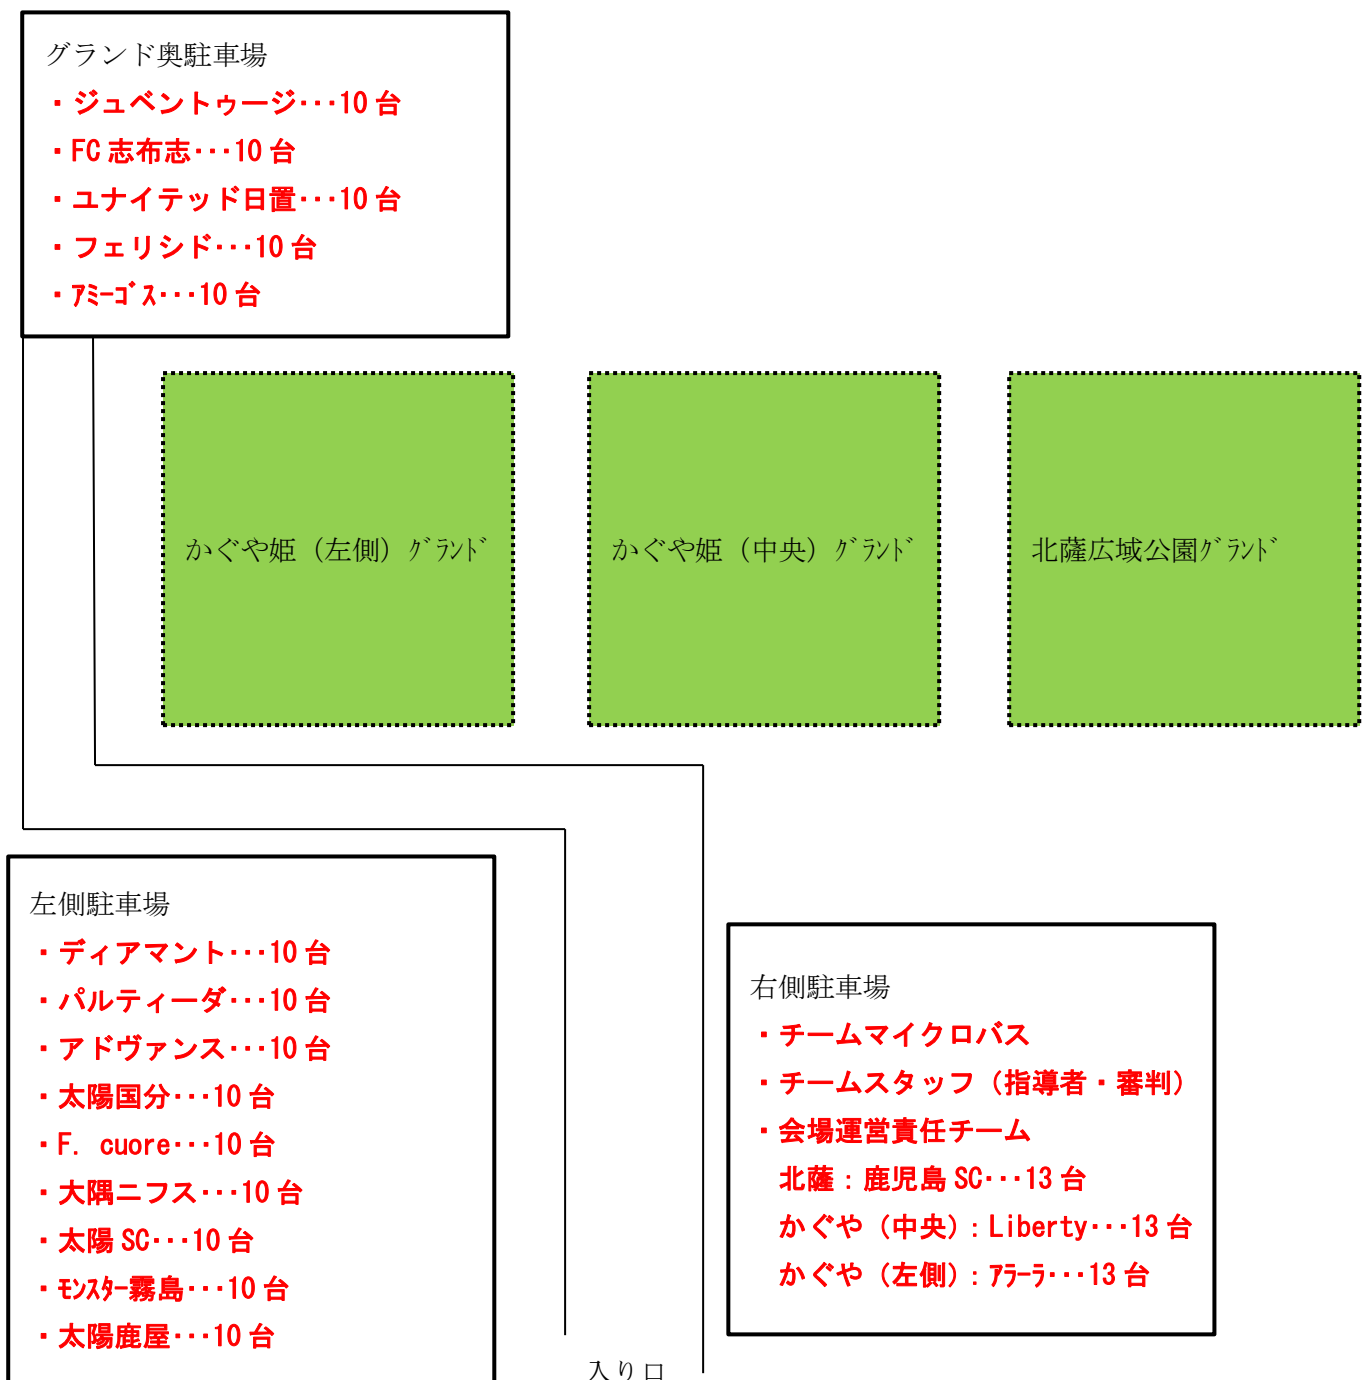 グランド奥駐車場
・ジュベントゥージ･･･10 台
・FC 志布志･･･10 台
・ユナイテッド日置･･･10 台
・フェリシド･･･10 台
・ｱﾐｰｺﾞｽ･･･10 台
かぐや姫（左側）ｸﾞﾗﾝﾄﾞ
かぐや姫（中央）ｸﾞﾗﾝﾄﾞ
北薩広域公園ｸﾞﾗﾝﾄﾞ
左側駐車場
・ディアマント･･･10 台
・パルティーダ･･･10 台
・アドヴァンス･･･10 台
・太陽国分･･･10 台
・F. cuore･･･10 台
・大隅ニフス･･･10 台
・太陽 SC･･･10 台
・ﾓﾝｽﾀｰ霧島･･･10 台
・太陽鹿屋･･･10 台
右側駐車場
・チームマイクロバス
・チームスタッフ（指導者・審判）
・会場運営責任チーム
北薩：鹿児島 SC･･･13 台
かぐや（中央）：Liberty･･･13 台
かぐや（左側）：ｱﾗｰﾗ･･･13 台
入り口